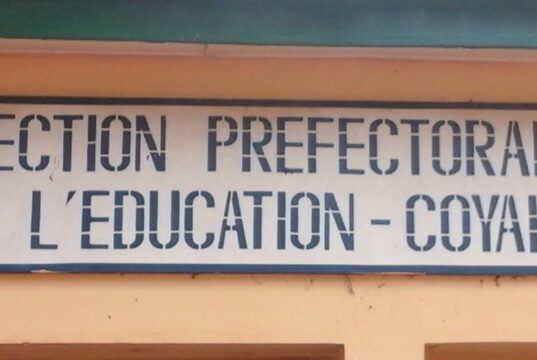 ECTION PREFECTORA
L'EDUCATION - COYA